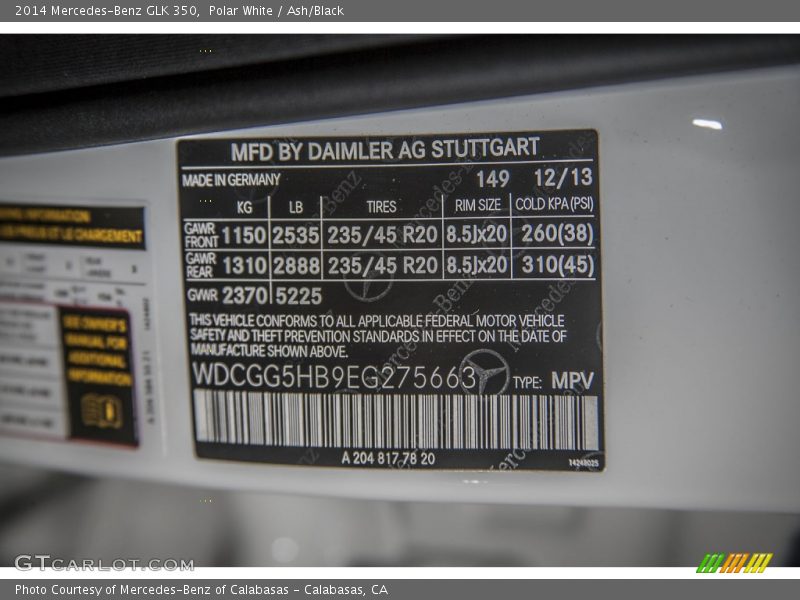 2014 Mercedes-Benz GLK 350, Polar White / Ash/Black
MFD BY DAIMLER AG STUTTGART
MADE IN GERMANY 149 12/13
KG LB TIRES RIM SIZE COLD KPA(PSI)
GAWR FRONT 1150 2535 235/45 R20 8.5Jx20 260(38)
GAWR REAR 1310 2888 235/45 R20 8.5Jx20 310(45)
GVWR 2370 5225
THIS VEHICLE CONFORMS TO ALL APPLICABLE FEDERAL MOTOR VEHICLE
SAFETY AND THEFT PREVENTION STANDARDS IN EFFECT ON THE DATE OF
MANUFACTURE SHOWN ABOVE.
WDCGG5HB9EG275663 TYPE: MPV
A 204 817 78 20
14248025
SEE OWNER'S
MANUAL FOR
ADDITIONAL
INFORMATION
GTCARLOT.COM
Photo Courtesy of Mercedes-Benz of Calabasas - Calabasas, CA